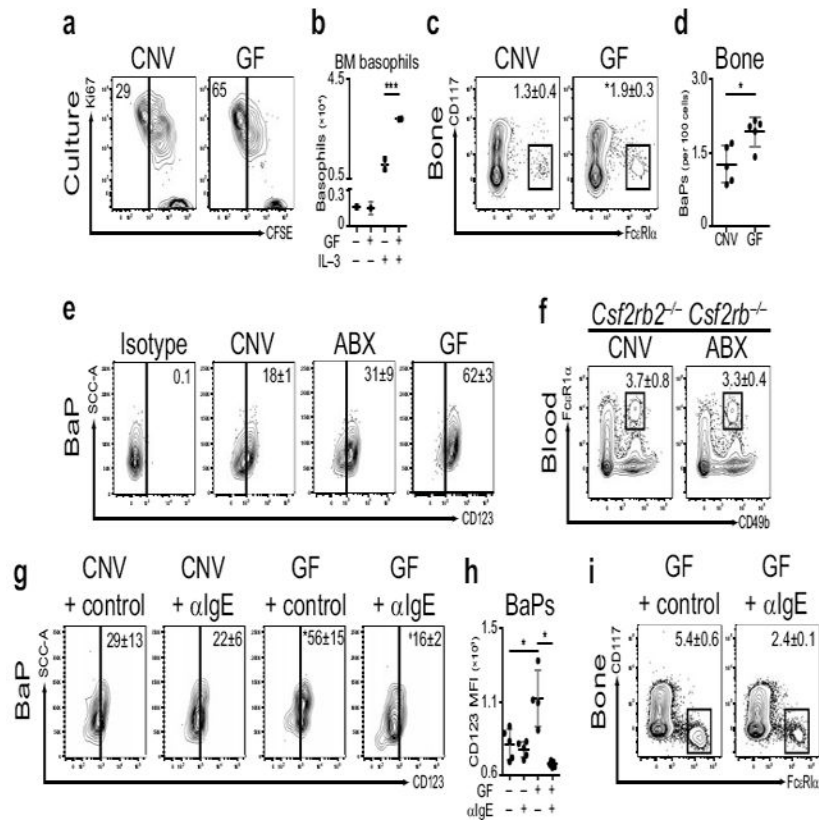 a
CNV
GF
29
65
Ki67
Culture
CFSE
b
BM basophils
***
Basophils (×10⁴)
4.5
0.5
0.3
0
GF − + − +
IL−3 − − + +
c
CNV
GF
1.3±0.4
*1.9±0.3
CD117
Bone
FcεRIα
d
Bone
*
BaPs (per 100 cells)
3.0
1.5
0
CNV GF
e
Isotype
CNV
ABX
GF
0.1
18±1
31±9
62±3
SCC-A
BaP
CD123
f
Csf2rb2−/− Csf2rb−/−
CNV
ABX
3.7±0.8
3.3±0.4
FcεR1α
Blood
CD49b
g
CNV
+ control
CNV
+ αIgE
GF
+ control
GF
+ αIgE
29±13
22±6
*56±15
16±2
SCC-A
BaP
CD123
h
BaPs
* *
CD123 MFI
1.5
1.1
0.6
GF − − + +
αIgE − + − +
i
GF
+ control
GF
+ αIgE
5.4±0.6
2.4±0.1
CD117
Bone
FcεRIα